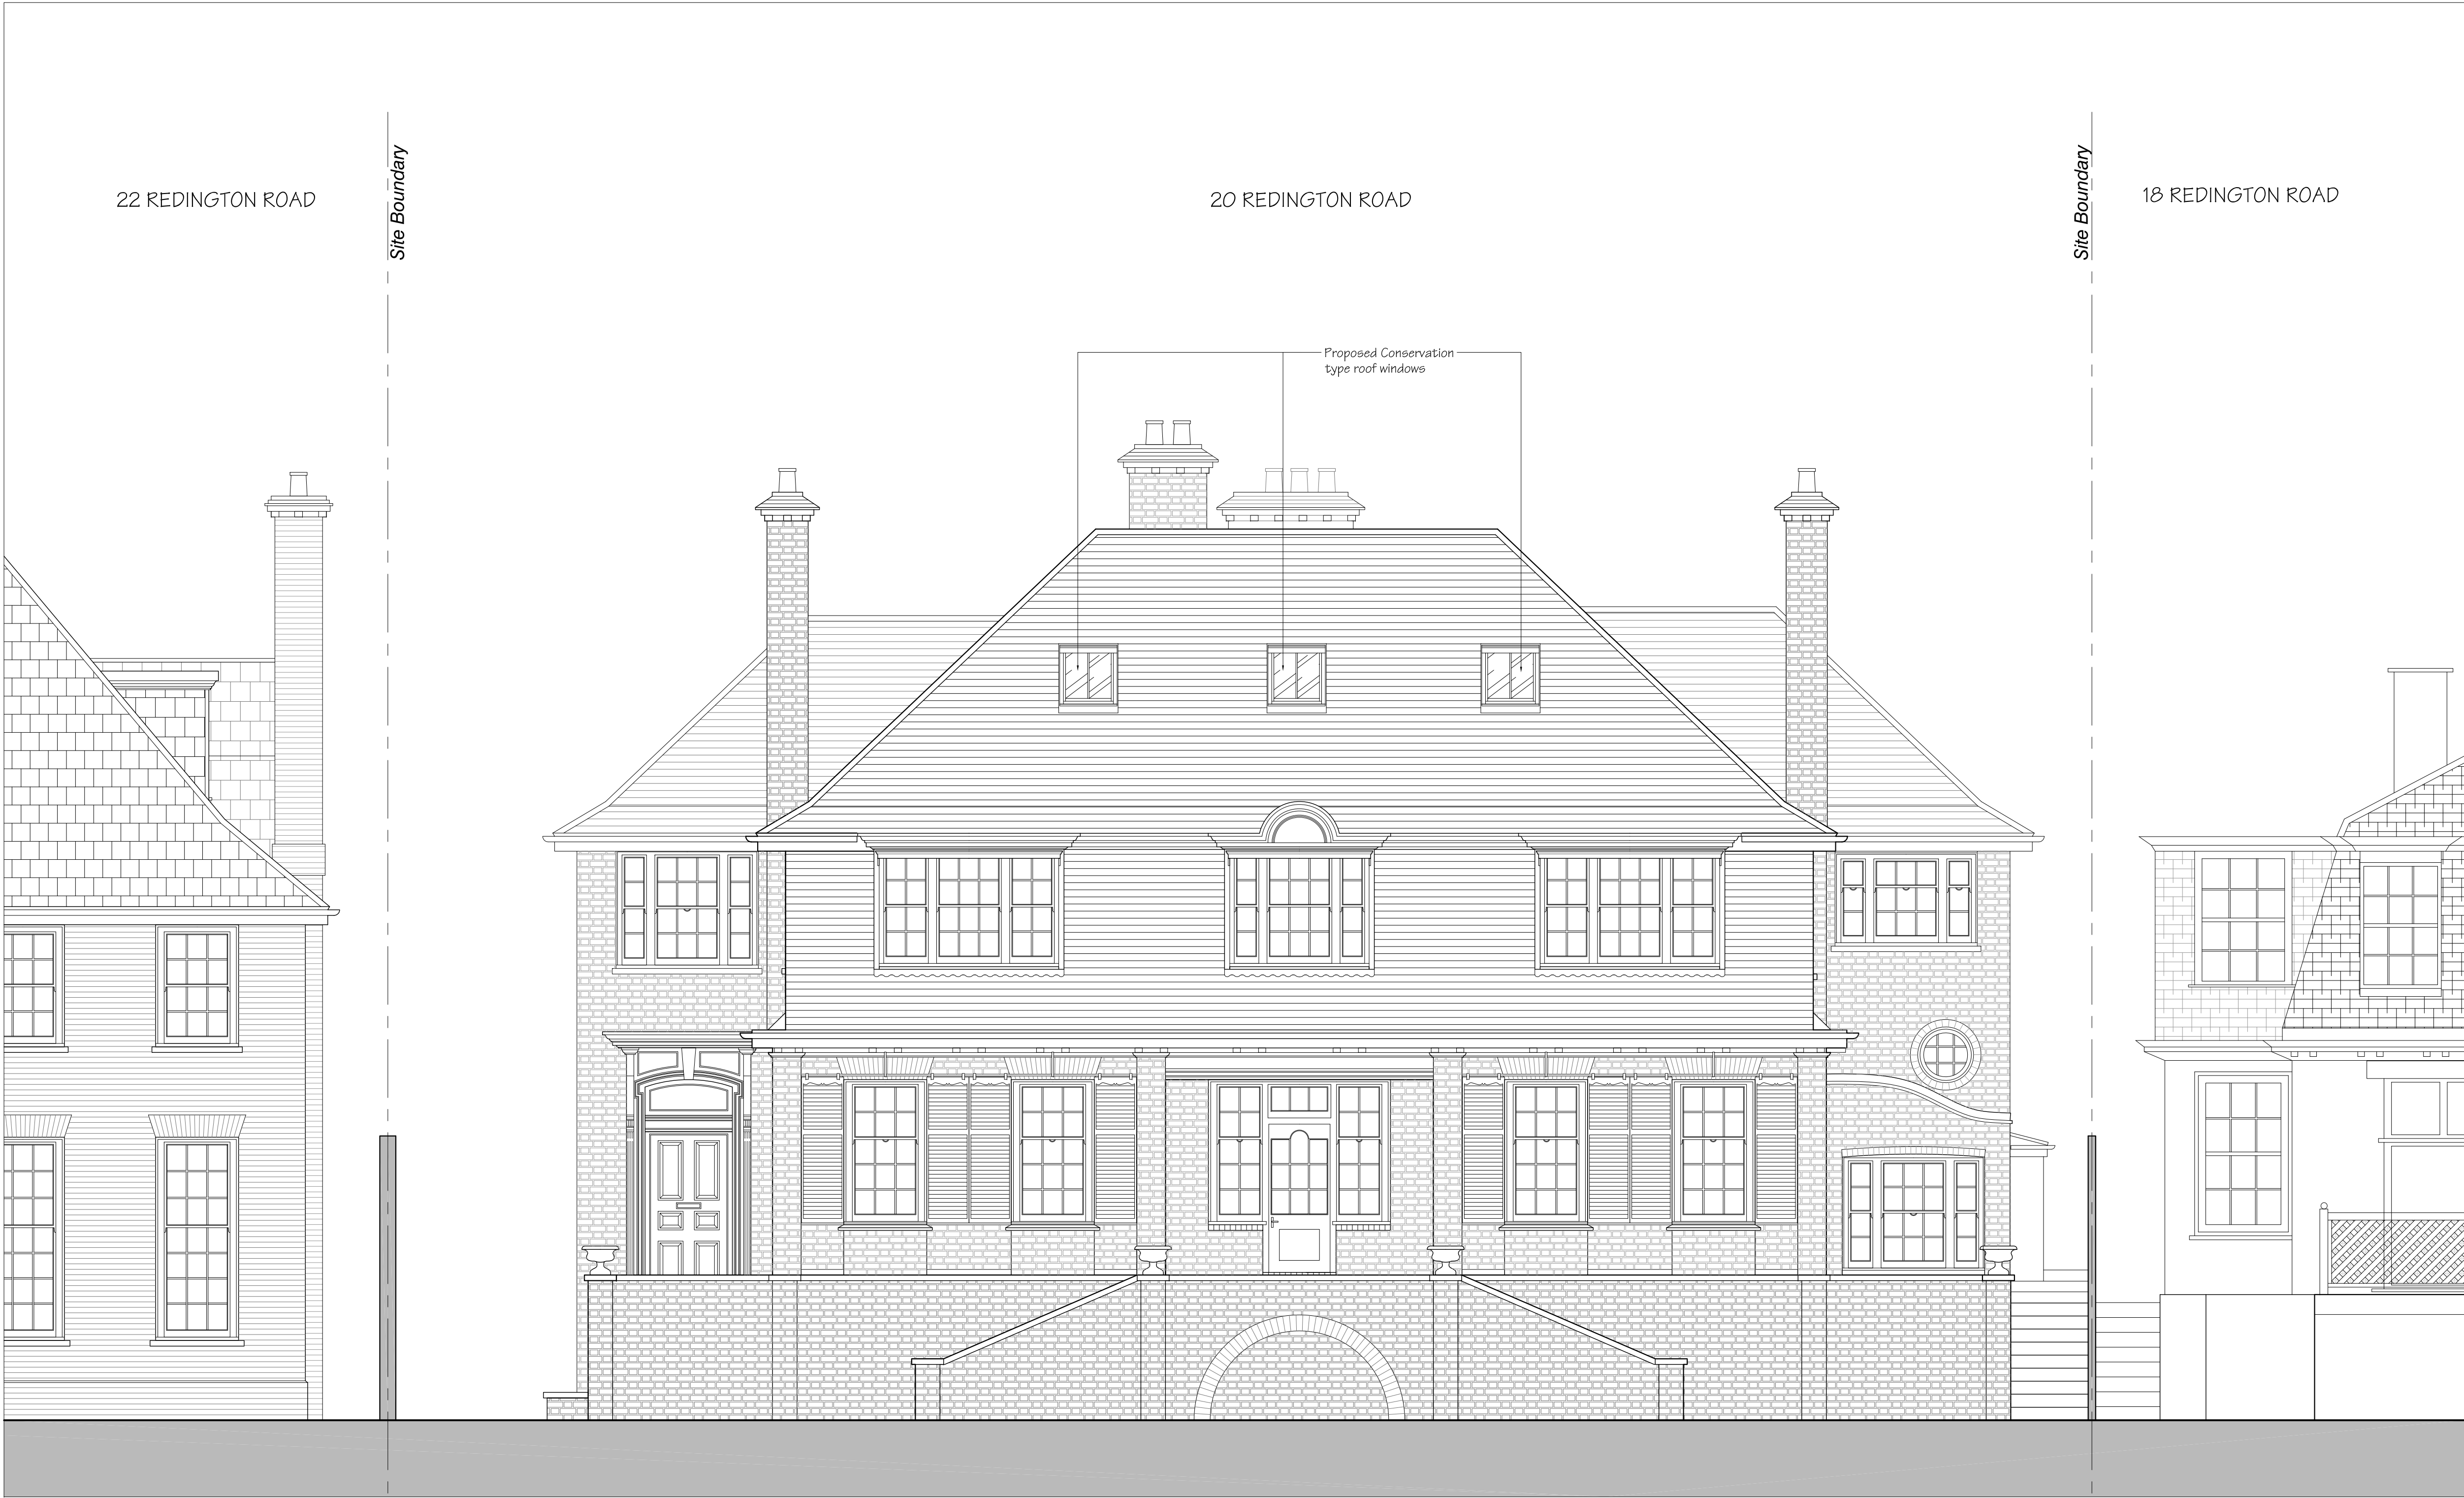 22 REDINGTON ROAD
Site Boundary
20 REDINGTON ROAD
Site Boundary
18 REDINGTON ROAD
Proposed Conservation
type roof windows